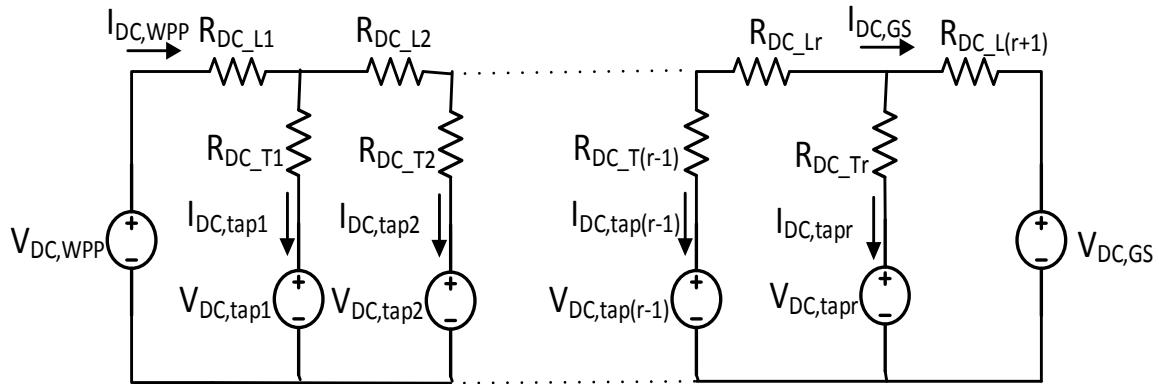 I_DC,WPP
R_DC_L1
R_DC_L2
R_DC_Lr
I_DC,GS
R_DC_L(r+1)
R_DC_T1
R_DC_T2
R_DC_T(r-1)
R_DC_Tr
I_DC,tap1
I_DC,tap2
I_DC,tap(r-1)
I_DC,tapr
V_DC,WPP
V_DC,GS
V_DC,tap1
V_DC,tap2
V_DC,tap(r-1)
V_DC,tapr